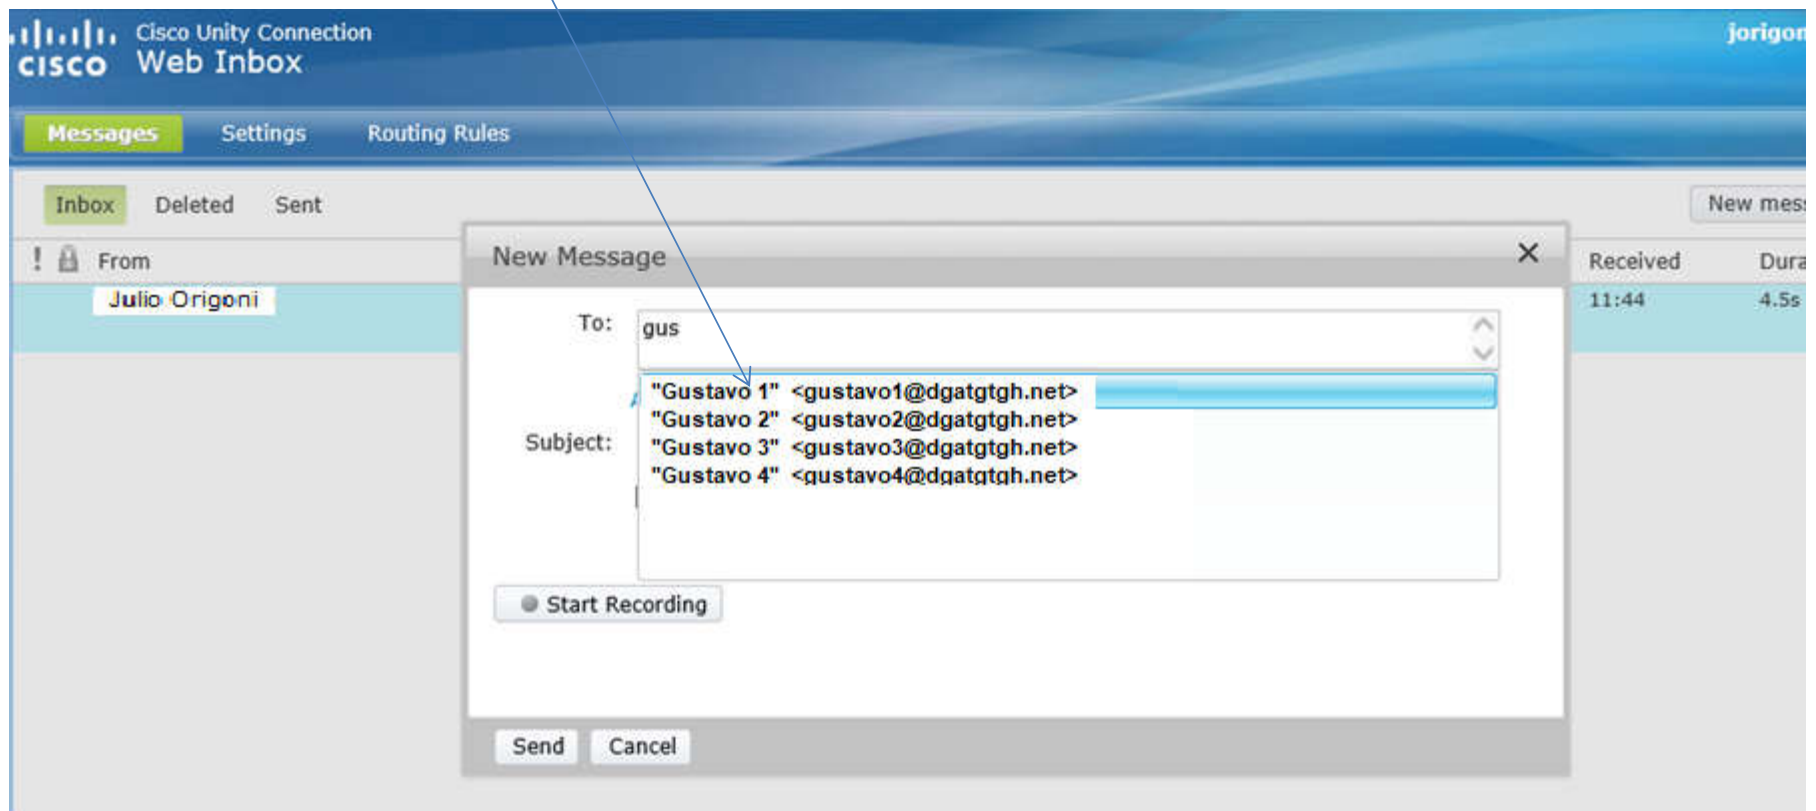 Cisco Unity Connection
CISCO Web Inbox
jorigon
Messages Settings Routing Rules
Inbox Deleted Sent
New mess
! From
Received Dura
Julio Origoni
11:44 4.5s
New Message
To: gus
"Gustavo 1" <gustavo1@dgatgtgh.net>
"Gustavo 2" <gustavo2@dgatgtgh.net>
Subject:
"Gustavo 3" <gustavo3@dgatgtgh.net>
"Gustavo 4" <gustavo4@dgatgtgh.net>
Start Recording
Send Cancel